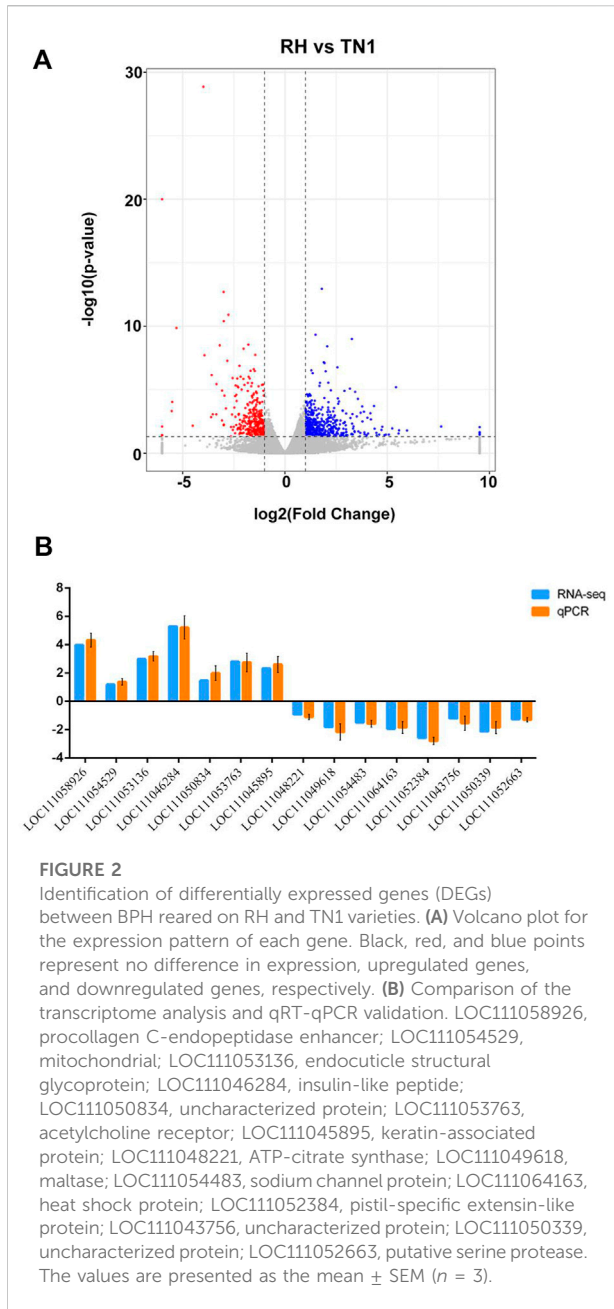 A
RH vs TN1
30
20
10
0
-log10(p-value)
-5
0
5
10
log2(Fold Change)
B
8
6
4
2
0
-2
-4
RNA-seq
qPCR
LOC111058926
LOC111054529
LOC111053136
LOC111046284
LOC111050834
LOC111053763
LOC111045895
LOC111048221
LOC111049618
LOC111054483
LOC111064163
LOC111052384
LOC111043756
LOC111050339
LOC111052663
FIGURE 2
Identification of differentially expressed genes (DEGs)
between BPH reared on RH and TN1 varieties. (A) Volcano plot for
the expression pattern of each gene. Black, red, and blue points
represent no difference in expression, upregulated genes,
and downregulated genes, respectively. (B) Comparison of the
transcriptome analysis and qRT-qPCR validation. LOC111058926,
procollagen C-endopeptidase enhancer; LOC111054529,
mitochondrial; LOC111053136, endocuticle structural
glycoprotein; LOC111046284, insulin-like peptide;
LOC111050834, uncharacterized protein; LOC111053763,
acetylcholine receptor; LOC111045895, keratin-associated
protein; LOC111048221, ATP-citrate synthase; LOC111049618,
maltase; LOC111054483, sodium channel protein; LOC111064163,
heat shock protein; LOC111052384, pistil-specific extensin-like
protein; LOC111043756, uncharacterized protein; LOC111050339,
uncharacterized protein; LOC111052663, putative serine protease.
The values are presented as the mean ± SEM (n = 3).